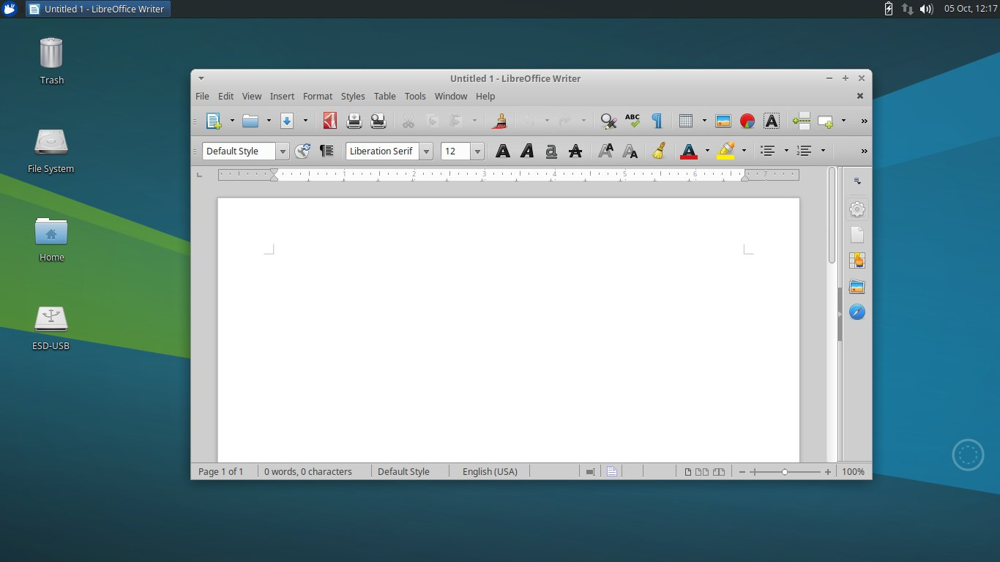 Untitled 1 - LibreOffice Writer
05 Oct, 12:17
Trash
File System
Home
ESD-USB
Untitled 1 - LibreOffice Writer
File Edit View Insert Format Styles Table Tools Window Help
ABC
A
Default Style
Liberation Serif
12
A A a A A A A A A
1 2 3 4 5 6 7
Page 1 of 1
0 words, 0 characters
Default Style
English (USA)
100%